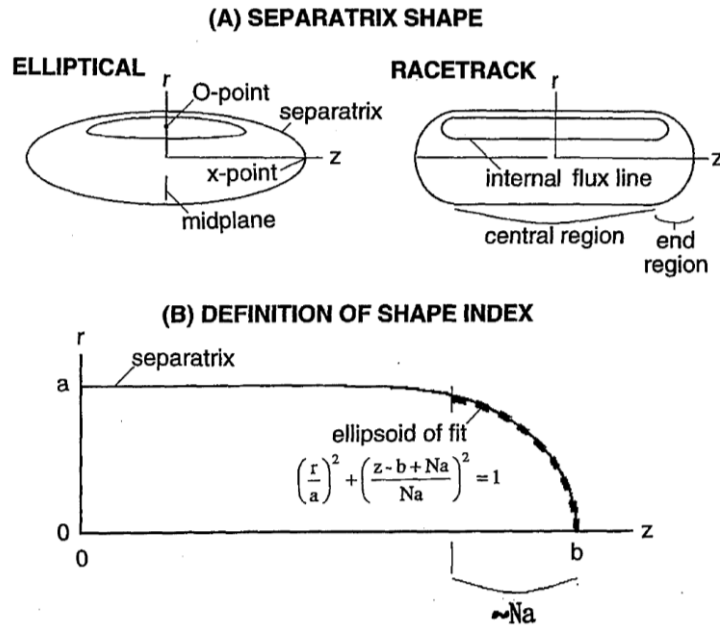 (A) SEPARATRIX SHAPE
ELLIPTICAL
r
O-point
separatrix
z
x-point
midplane
RACETRACK
r
z
internal flux line
central region
end
region
(B) DEFINITION OF SHAPE INDEX
r
separatrix
a
ellipsoid of fit
(r/a)² + ((z-b+Na)/Na)² = 1
0
z
0
b
~Na